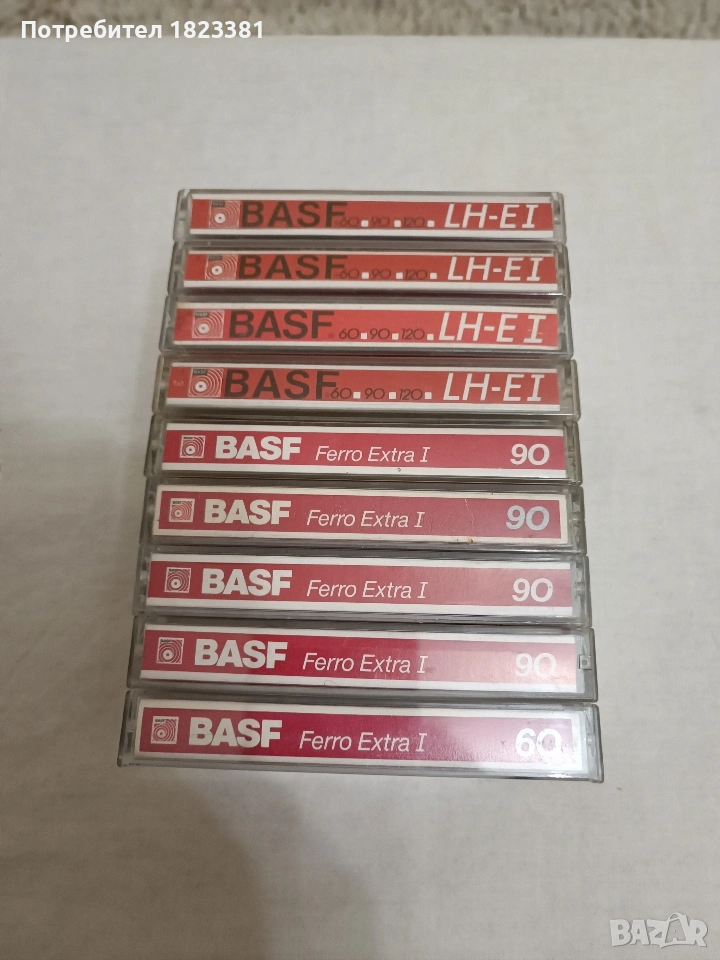 Потребител 1823381
BASF 60.90.120. LH-EI
BASF 60.90.120. LH-EI
BASF 60.90.120. LH-EI
BASF 60.90.120. LH-EI
BASF Ferro Extra I 90
BASF Ferro Extra I 90
BASF Ferro Extra I 90
BASF Ferro Extra I 90
BASF Ferro Extra I 60
BAZAR